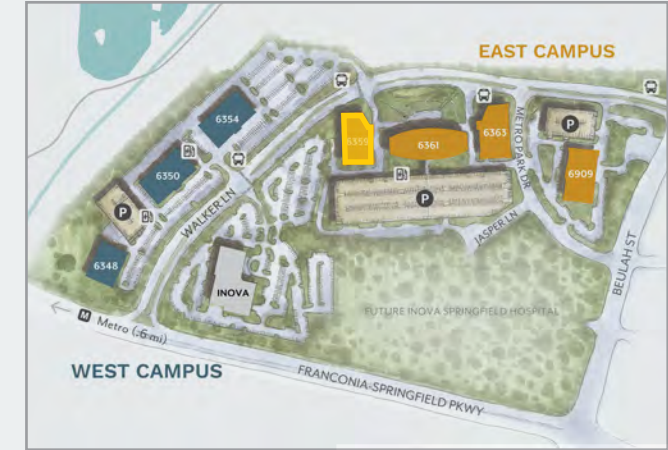 EAST CAMPUS
6354
6355
6361
6363
METRO PARK DR
P
6909
6350
P
WALKER LN
P
JASPER LN
6348
INOVA
BEULAH ST
FUTURE INOVA SPRINGFIELD HOSPITAL
M Metro (.6 mi)
WEST CAMPUS
FRANCONIA-SPRINGFIELD PKWY